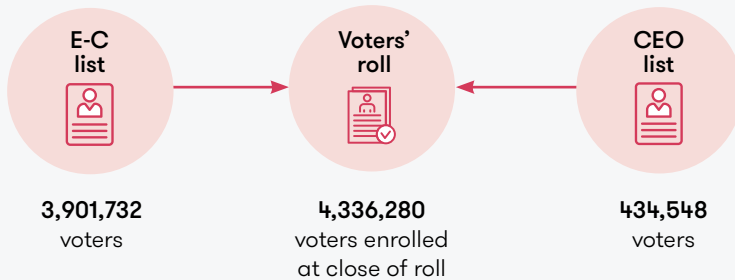 E-C
list
Voters’
roll
CEO
list
3,901,732
voters
4,336,280
voters enrolled
at close of roll
434,548
voters